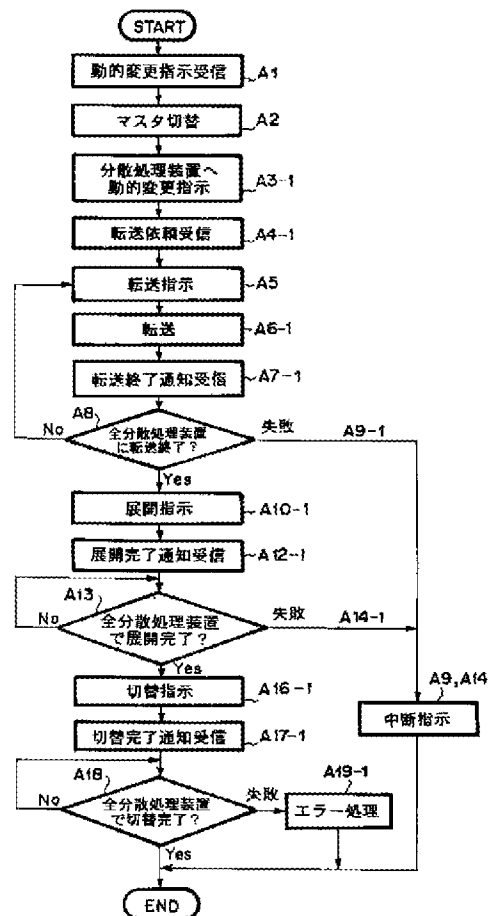 START
動的変更指示受信
A1
マスタ切替
A2
分散処理装置へ
動的変更指示
A3-1
転送依頼受信
A4-1
転送指示
A5
転送
A6-1
転送終了通知受信
A7-1
A8
全分散処理装置
に転送終了?
No
失敗
A9-1
Yes
展開指示
A10-1
展開完了通知受信
A12-1
A13
全分散処理装置
で展開完了?
No
失敗
A14-1
Yes
切替指示
A16-1
A9,A14
中断指示
切替完了通知受信
A17-1
A18
全分散処理装置
で切替完了?
No
失敗
A19-1
エラー処理
Yes
END